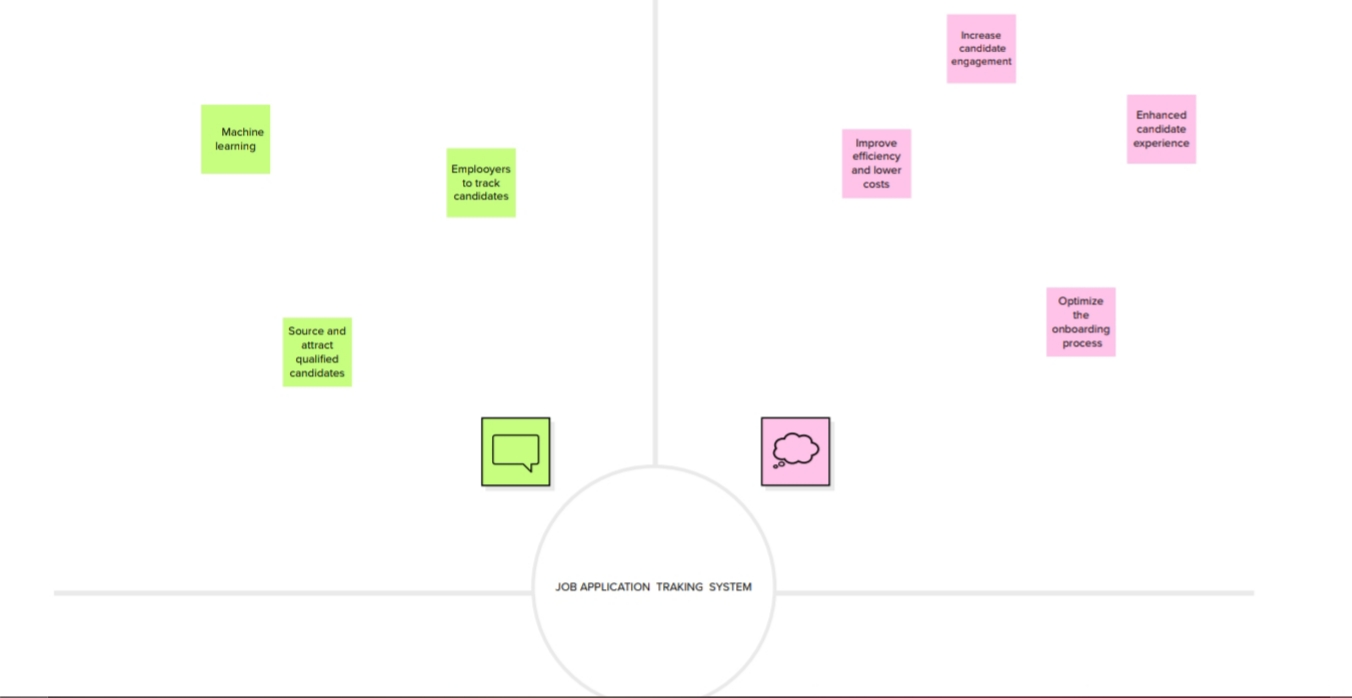 Machine
learning
Emplooyers
to track
candidates
Source and
attract
qualified
candidates
Increase
candidate
engagement
Improve
efficiency
and lower
costs
Enhanced
candidate
experience
Optimize
the
onboarding
process
JOB APPLICATION TRAKING SYSTEM